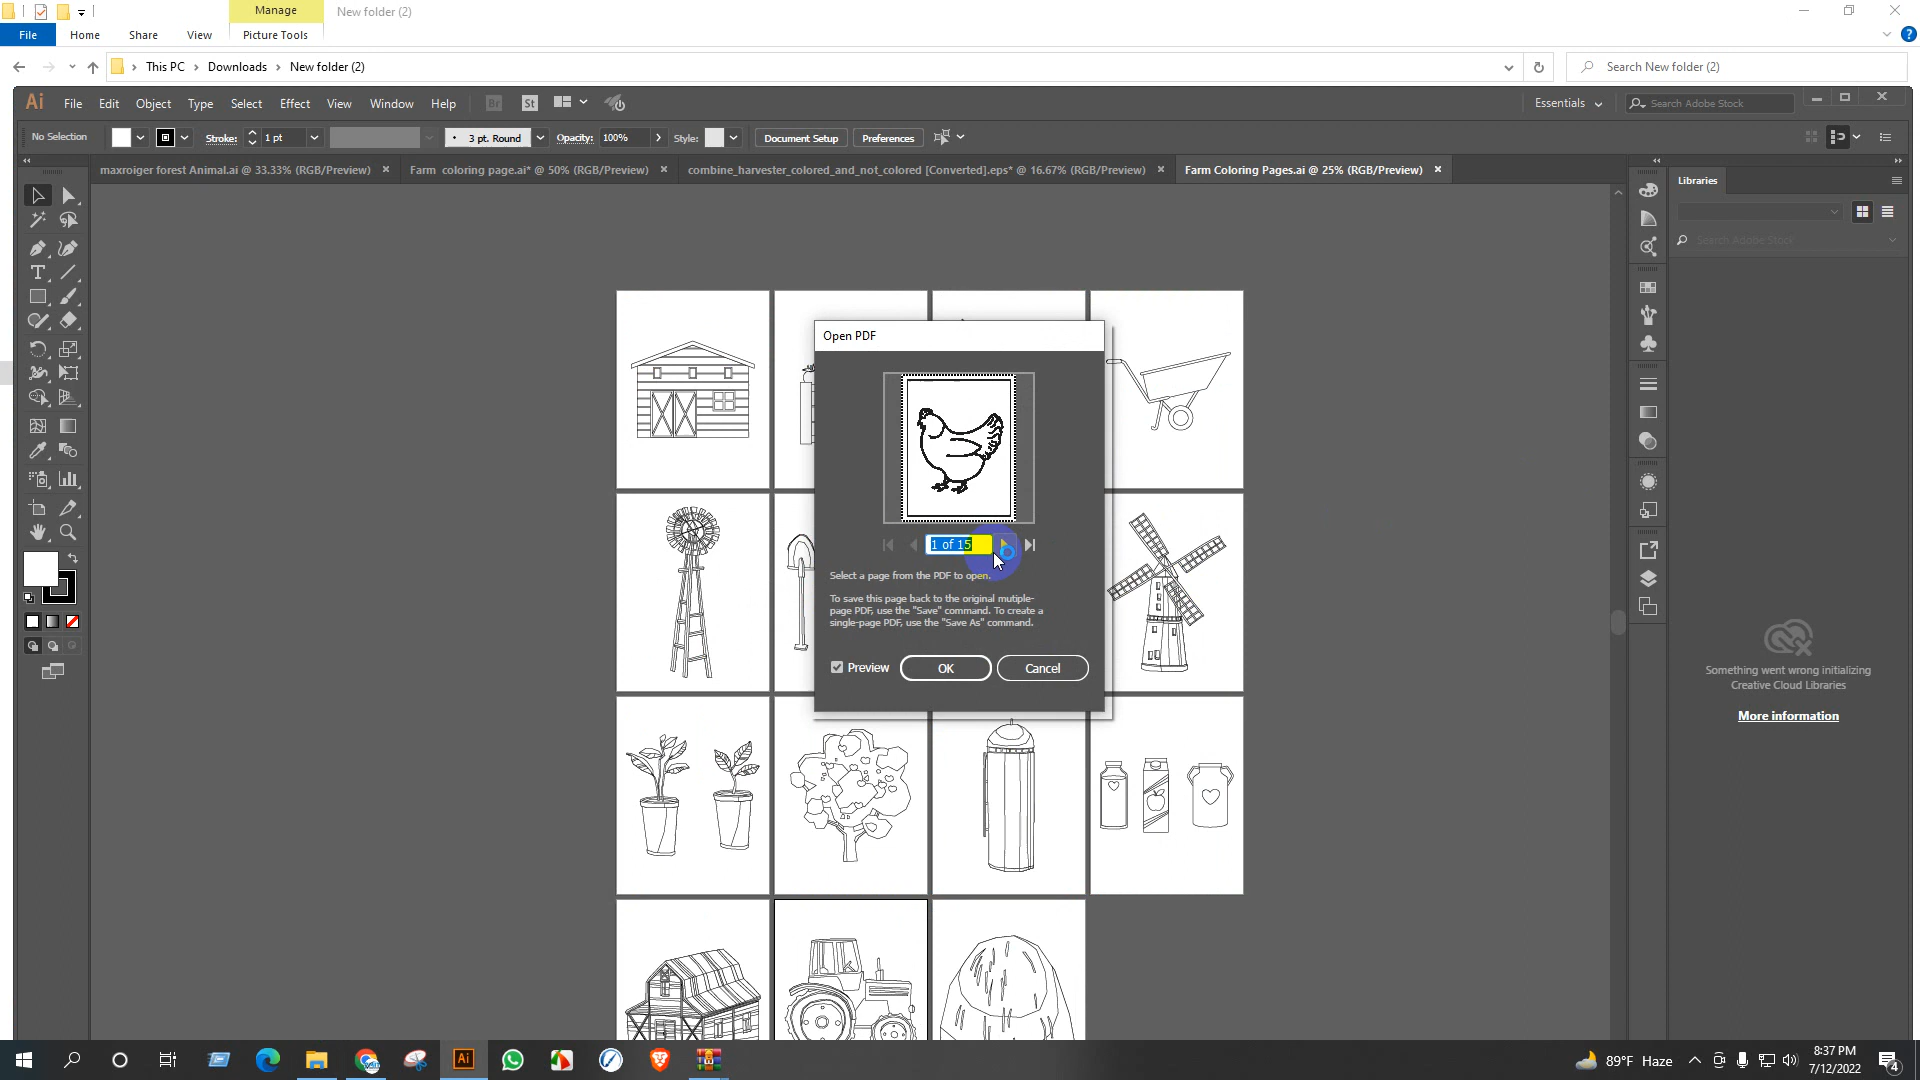 Manage
New folder (2)
File
Home
Share
View
Picture Tools
This PC
Downloads
New folder (2)
Search New folder (2)
Ai
File
Edit
Object
Type
Select
Effect
View
Window
Help
Br
St
Essentials
Search Adobe Stock
No Selection
Stroke:
1 pt
3 pt. Round
Opacity:
100%
Style:
Document Setup
Preferences
maxroiger forest Animal.ai @ 33.33% (RGB/Preview)
Farm coloring page.ai* @ 50% (RGB/Preview)
combine_harvester_colored_and_not_colored [Converted].eps* @ 16.67% (RGB/Preview)
Farm Coloring Pages.ai @ 25% (RGB/Preview)
Libraries
Search Adobe Stock
Open PDF
1 of 15
Select a page from the PDF to open.
To save this page back to the original mutiple-
page PDF, use the "Save" command. To create a
single-page PDF, use the "Save As" command.
Preview
OK
Cancel
Something went wrong initializing
Creative Cloud Libraries
More information
Ai
89°F Haze
8:37 PM
7/12/2022
4